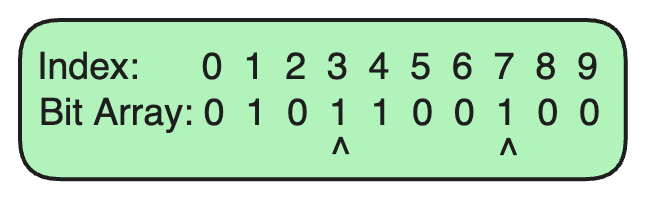 Index: 0 1 2 3 4 5 6 7 8 9
Bit Array: 0 1 0 1 1 0 0 1 0 0
^ ^